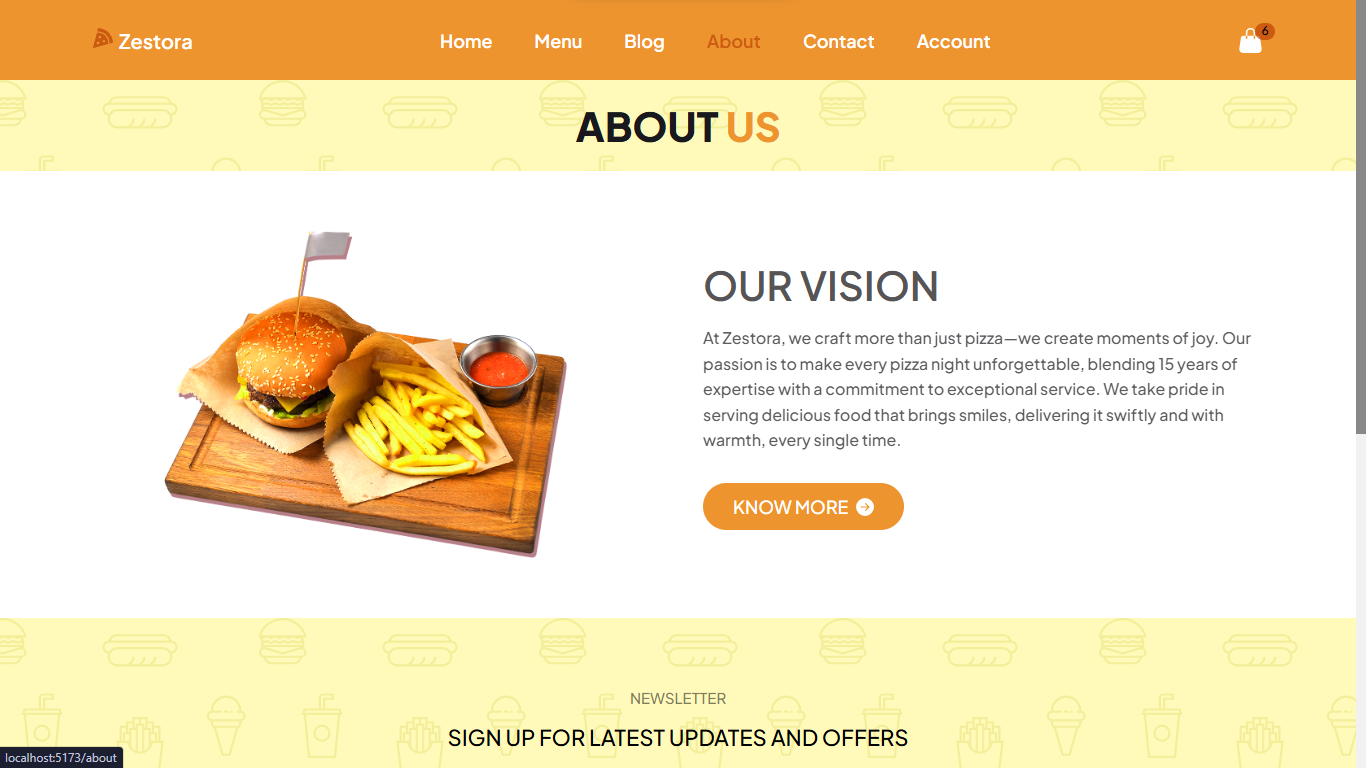 Zestora
Home Menu Blog About Contact Account
6
ABOUT US
OUR VISION
At Zestora, we craft more than just pizza—we create moments of joy. Our
passion is to make every pizza night unforgettable, blending 15 years of
expertise with a commitment to exceptional service. We take pride in
serving delicious food that brings smiles, delivering it swiftly and with
warmth, every single time.
KNOW MORE
NEWSLETTER
SIGN UP FOR LATEST UPDATES AND OFFERS
localhost:5173/about